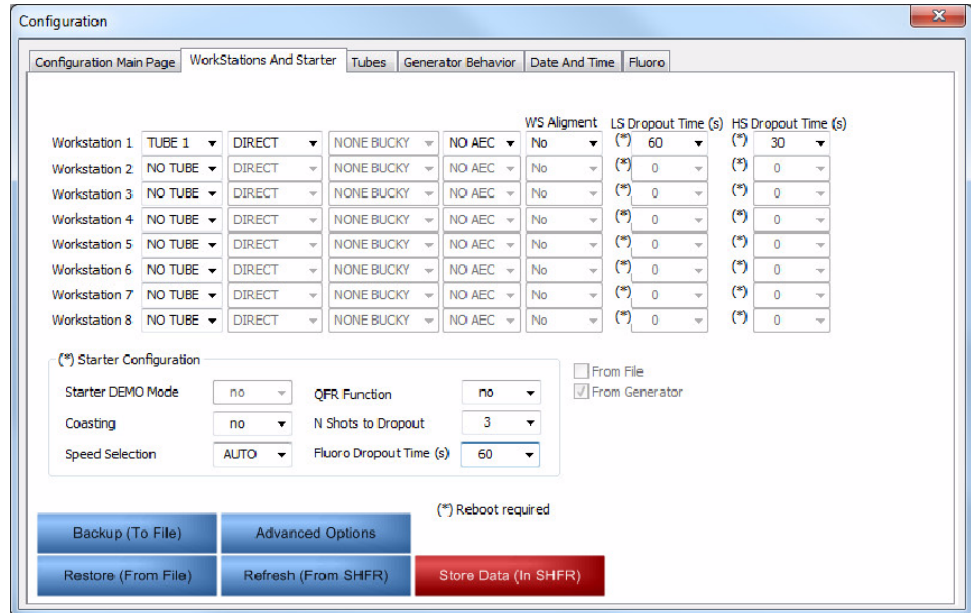 Configuration
Configuration Main Page WorkStations And Starter Tubes Generator Behavior Date And Time Fluoro
WS Aligment LS Dropout Time (s) HS Dropout Time (s)
Workstation 1 TUBE 1 DIRECT NONE BUCKY NO AEC No (*) 60 (*) 30
Workstation 2 NO TUBE DIRECT NONE BUCKY NO AEC No (*) 0 (*) 0
Workstation 3 NO TUBE DIRECT NONE BUCKY NO AEC No (*) 0 (*) 0
Workstation 4 NO TUBE DIRECT NONE BUCKY NO AEC No (*) 0 (*) 0
Workstation 5 NO TUBE DIRECT NONE BUCKY NO AEC No (*) 0 (*) 0
Workstation 6 NO TUBE DIRECT NONE BUCKY NO AEC No (*) 0 (*) 0
Workstation 7 NO TUBE DIRECT NONE BUCKY NO AEC No (*) 0 (*) 0
Workstation 8 NO TUBE DIRECT NONE BUCKY NO AEC No (*) 0 (*) 0
(*) Starter Configuration
From File
Starter DEMO Mode no QFR Function no From Generator
Coasting no N Shots to Dropout 3
Speed Selection AUTO Fluoro Dropout Time (s) 60
(*) Reboot required
Backup (To File) Advanced Options
Restore (From File) Refresh (From SHFR) Store Data (In SHFR)